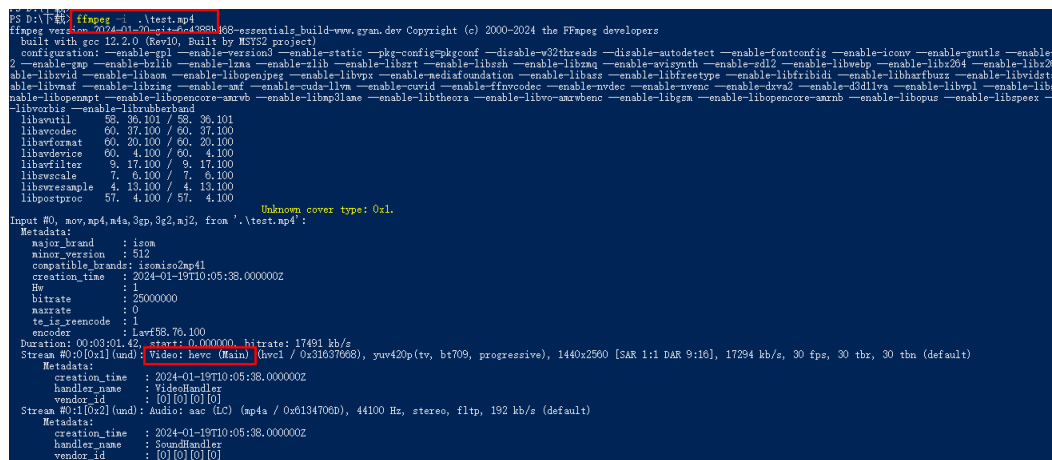 PS D:\下载> ffmpeg -i .\test.mp4
ffmpeg version 2024-01-20-git-6c4388b468-essentials_build-www.gyan.dev Copyright (c) 2000-2024 the FFmpeg developers
built with gcc 12.2.0 (Rev10, Built by MSYS2 project)
configuration: --enable-gpl --enable-version3 --enable-static --pkg-config=pkgconf --disable-w32threads --disable-autodetect --enable-fontconfig --enable-iconv --enable-gnutls --enable-
2 --enable-gmp --enable-bzlib --enable-lzma --enable-zlib --enable-libsrt --enable-libssh --enable-libzmq --enable-avisynth --enable-sdl2 --enable-libwebp --enable-libx264 --enable-libx26
able-libxvid --enable-libaom --enable-libopenjpeg --enable-libvpx --enable-mediafoundation --enable-libass --enable-libfreetype --enable-libfribidi --enable-libharfbuzz --enable-libvidst
able-libvmaf --enable-libzimg --enable-amf --enable-cuda-llvm --enable-cuvid --enable-ffnvcodec --enable-nvdec --enable-nvenc --enable-dxva2 --enable-d3d11va --enable-libvpl --enable-lib
enable-libopenmpt --enable-libopencore-amrwb --enable-libmp3lame --enable-libtheora --enable-libvo-amrwbenc --enable-libgsm --enable-libopencore-amrnb --enable-libopus --enable-libspeex -
-libvorbis --enable-librubberband
libavutil 58. 36.101 / 58. 36.101
libavcodec 60. 37.100 / 60. 37.100
libavformat 60. 20.100 / 60. 20.100
libavdevice 60. 4.100 / 60. 4.100
libavfilter 9. 17.100 / 9. 17.100
libswscale 7. 6.100 / 7. 6.100
libswresample 4. 13.100 / 4. 13.100
libpostproc 57. 4.100 / 57. 4.100
Unknown cover type: 0x1.
Input #0, mov,mp4,m4a,3gp,3g2,mj2, from '.\test.mp4':
Metadata:
major_brand : isom
minor_version : 512
compatible_brands: isomiso2mp41
creation_time : 2024-01-19T10:05:38.000000Z
Hw : 1
bitrate : 25000000
maxrate : 0
te_is_reencode : 1
encoder : Lavf58.76.100
Duration: 00:03:01.42, start: 0.000000, bitrate: 17491 kb/s
Stream #0:0[0x1](und): Video: hevc (Main) (hvc1 / 0x31637668), yuv420p(tv, bt709, progressive), 1440x2560 [SAR 1:1 DAR 9:16], 17294 kb/s, 30 fps, 30 tbr, 30 tbn (default)
Metadata:
creation_time : 2024-01-19T10:05:38.000000Z
handler_name : VideoHandler
vendor_id : [0][0][0][0]
Stream #0:1[0x2](und): Audio: aac (LC) (mp4a / 0x6134706D), 44100 Hz, stereo, fltp, 192 kb/s (default)
Metadata:
creation_time : 2024-01-19T10:05:38.000000Z
handler_name : SoundHandler
vendor_id : [0][0][0][0]